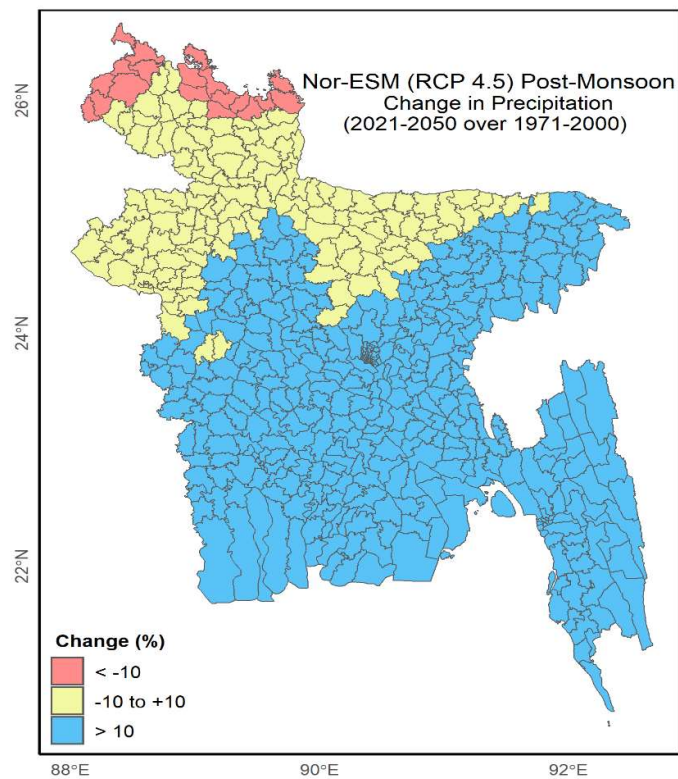 Nor-ESM (RCP 4.5) Post-Monsoon
Change in Precipitation
(2021-2050 over 1971-2000)
26°N
24°N
22°N
Change (%)
< -10
-10 to +10
> 10
88°E
90°E
92°E